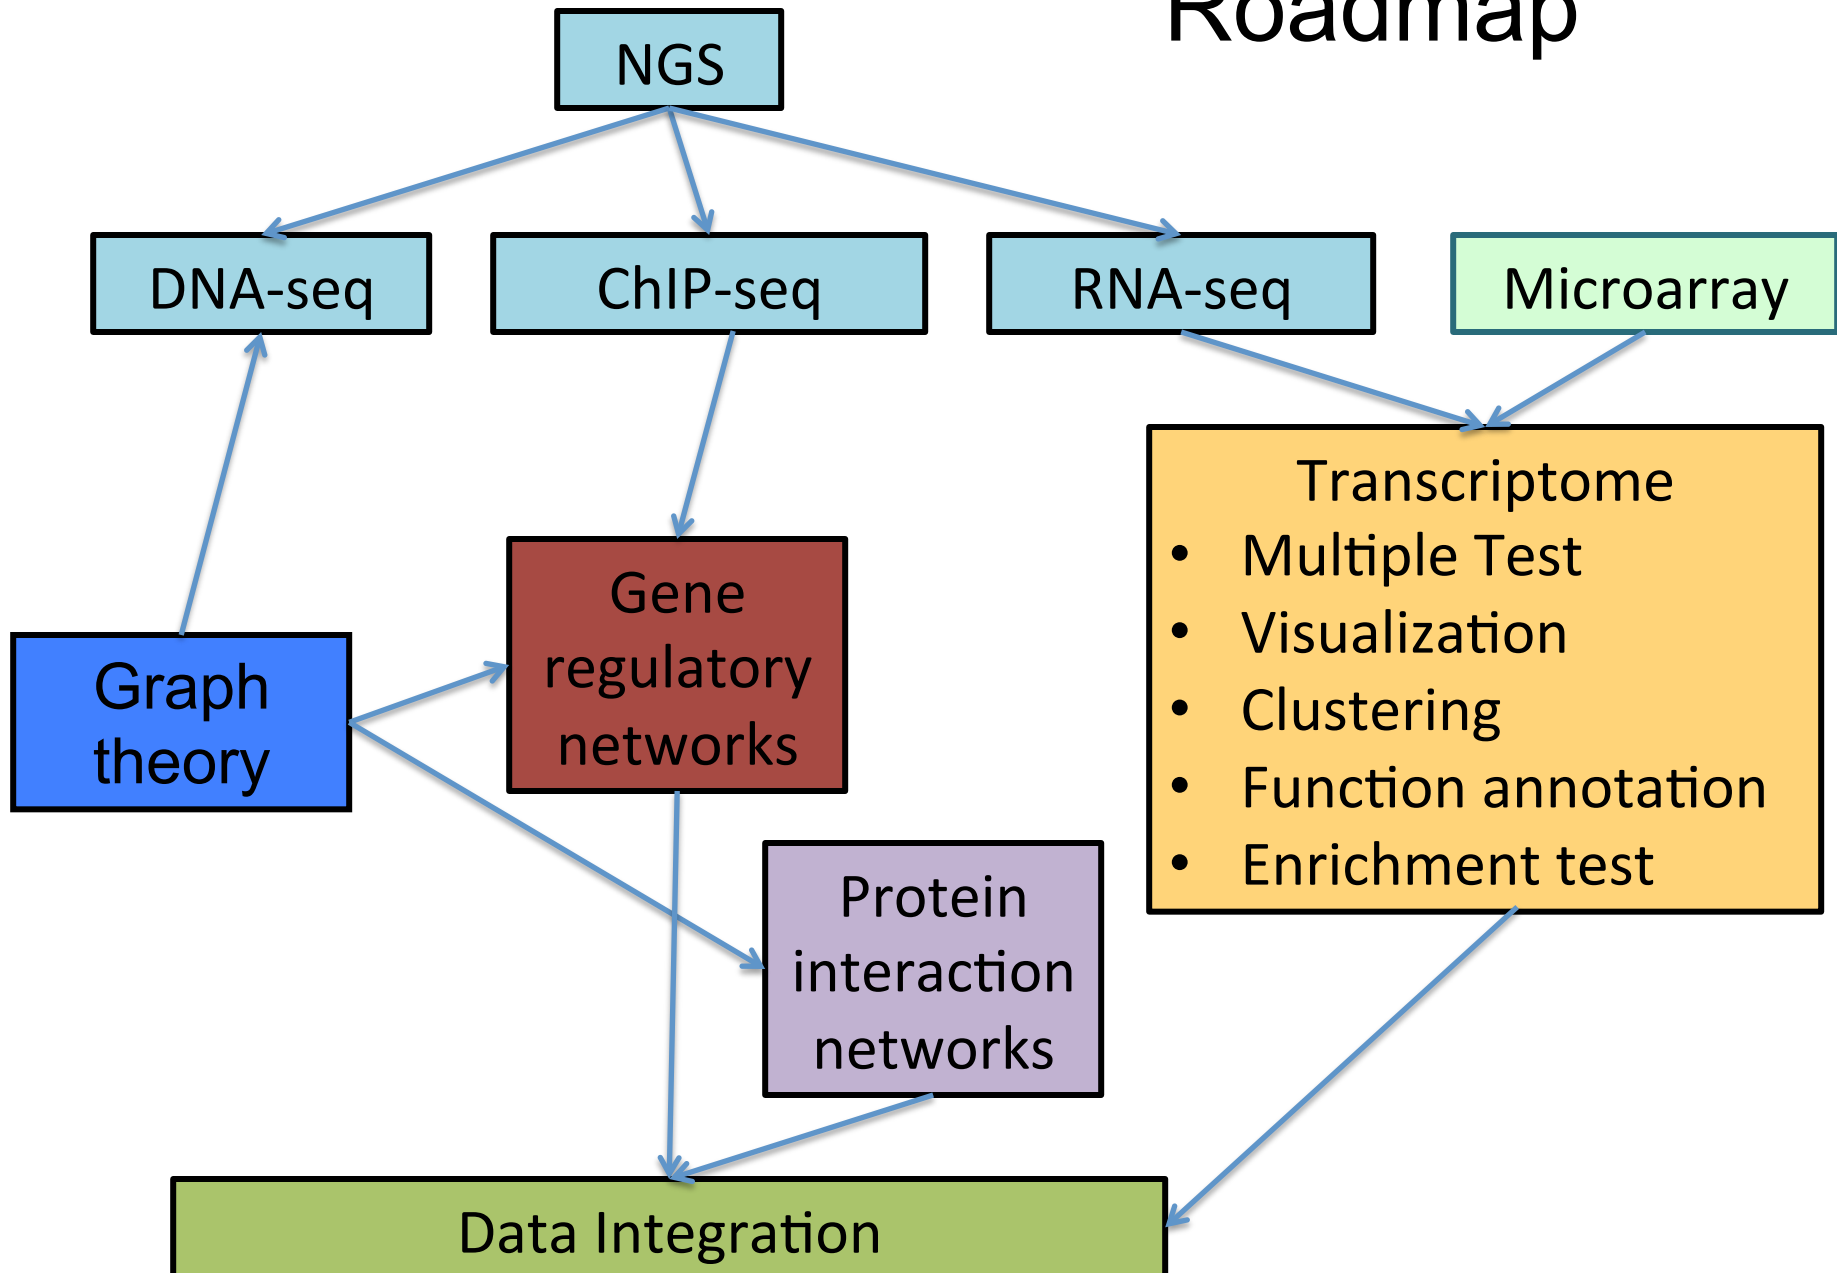 Roadmap
NGS
DNA-seq
ChIP-seq
RNA-seq
Microarray
Transcriptome
• Multiple Test
• Visualization
• Clustering
• Function annotation
• Enrichment test
Gene
regulatory
networks
Graph
theory
Protein
interaction
networks
Data Integration